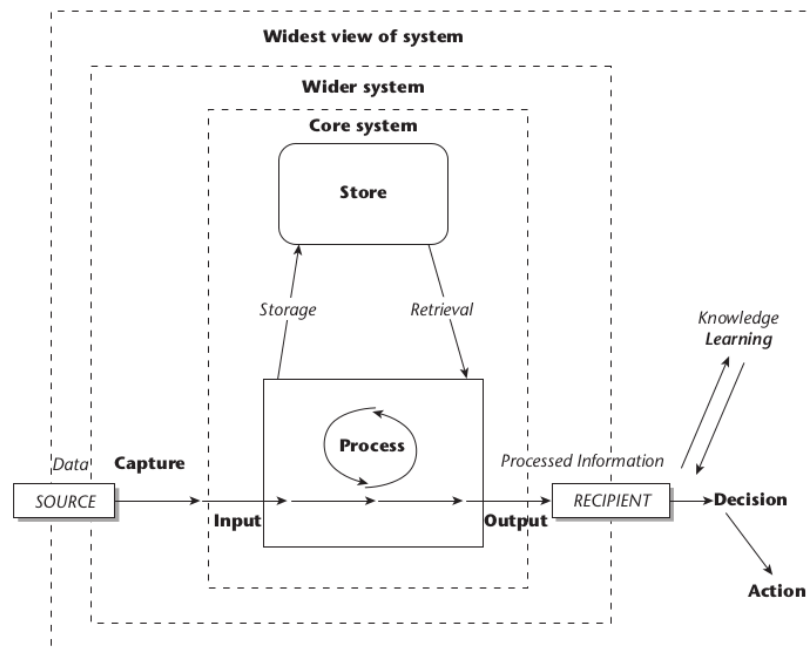 Widest view of system
Wider system
Core system
Store
Storage
Retrieval
Knowledge
Learning
Process
Data
Capture
Processed Information
SOURCE
RECIPIENT
Decision
Input
Output
Action